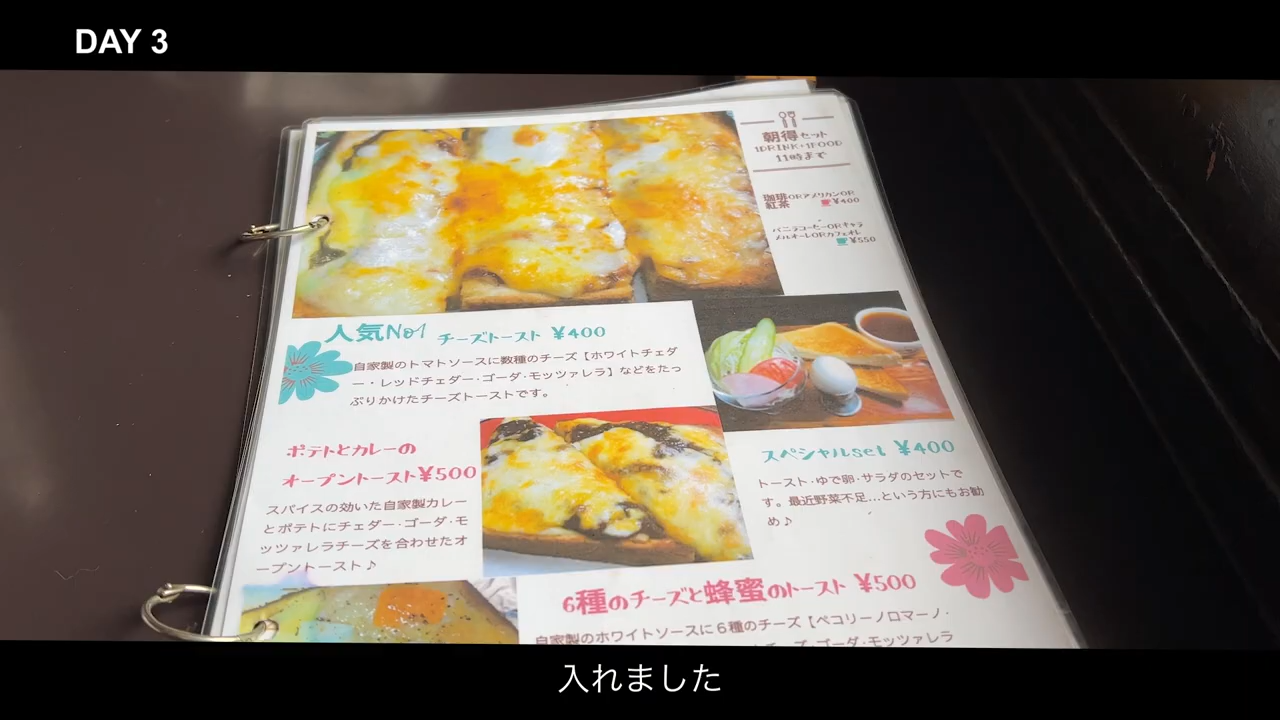 DAY 3
朝得セット
1DRINK+1FOOD
11時まで
珈琲ORアメリカンOR
紅茶 ¥400
バニラコーヒーORキャラ
メルオーレORカフェオレ
¥550
人気No1 チーズトースト ¥400
自家製のトマトソースに数種のチーズ【ホワイトチェダ
ー・レッドチェダー・ゴーダ・モッツァレラ】などをたっ
ぷりかけたチーズトーストです。
ポテトとカレーの
オープントースト¥500
スパイスの効いた自家製カレー
とポテトにチェダー・ゴーダ・モ
ッツァレラチーズを合わせたオ
ープントースト♪
スペシャルset ¥400
トースト・ゆで卵・サラダのセットで
す。最近野菜不足…という方にもお勧
め♪
6種のチーズと蜂蜜のトースト ¥500
自家製のホワイトソースに6種のチーズ【ペコリーノロマーノ・
チーズ・ゴーダ・モッツァレラ
入れました